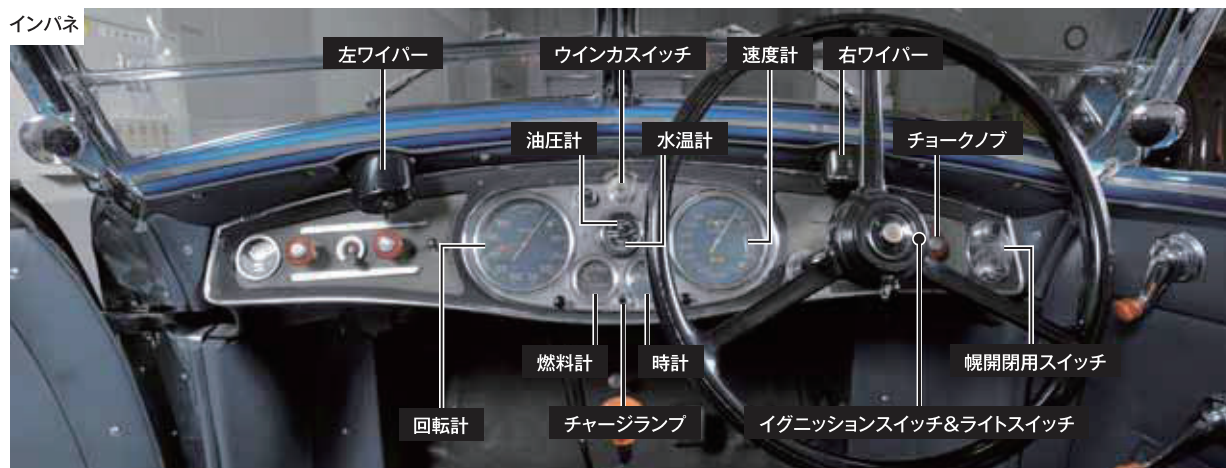 インパネ
左ワイパー
ウインカスイッチ
速度計
右ワイパー
油圧計
水温計
チョークノブ
燃料計
時計
幌開閉用スイッチ
回転計
チャージランプ
イグニッションスイッチ&ライトスイッチ